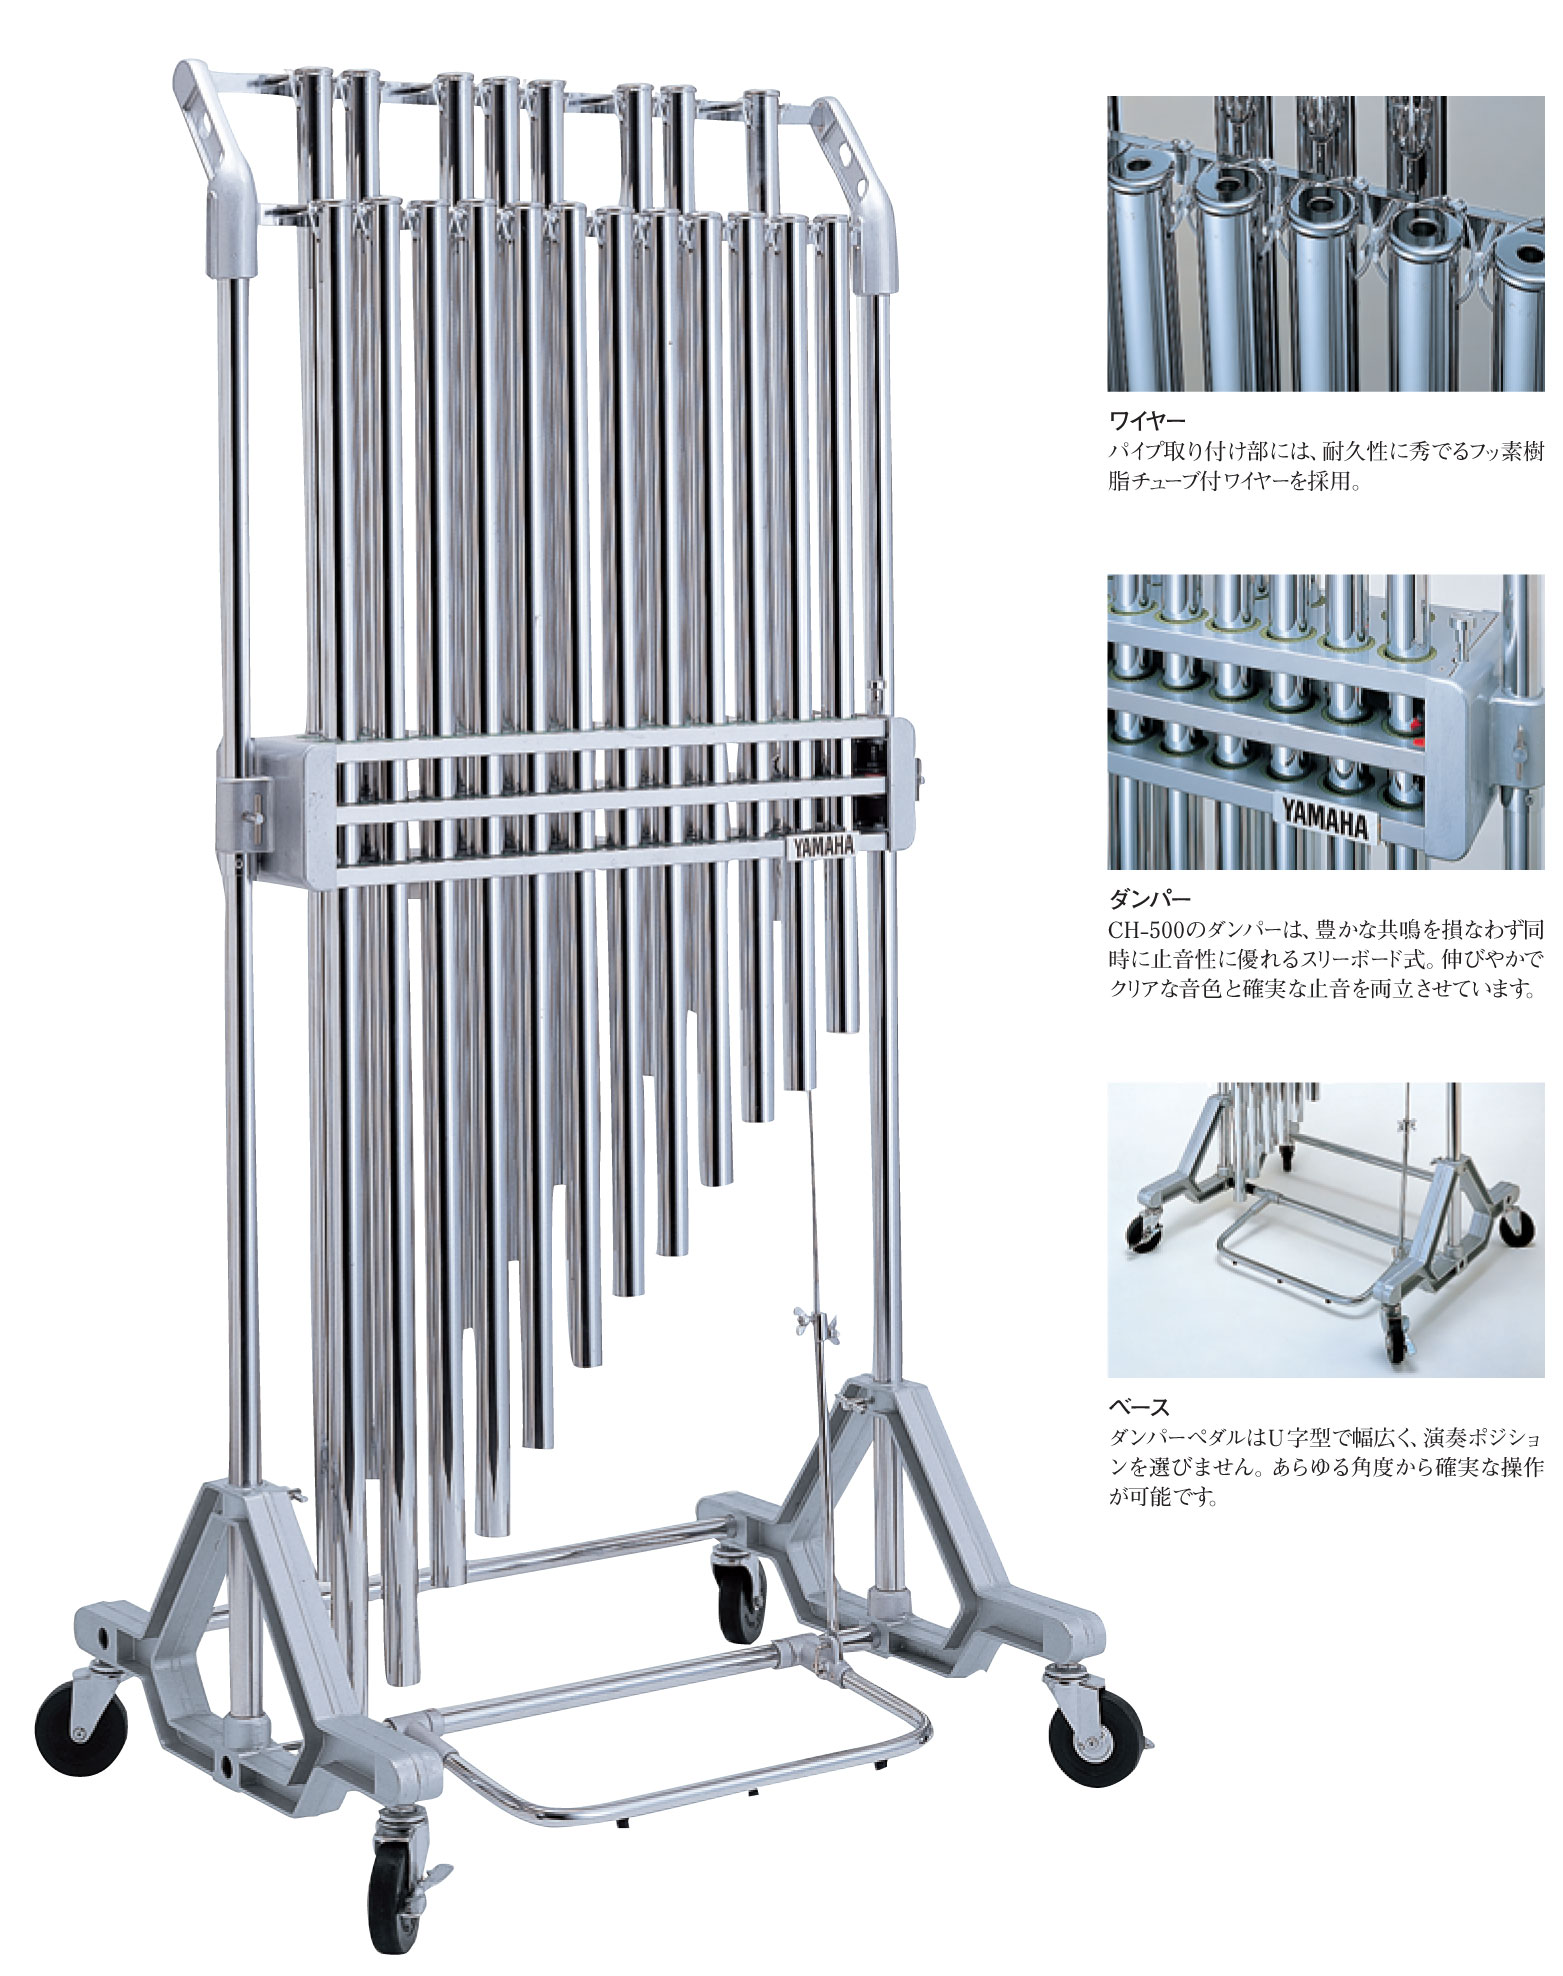 YAMAHA
ワイヤー
パイプ取り付け部には、耐久性に秀でるフッ素樹
脂チューブ付ワイヤーを採用。
YAMAHA
ダンパー
CH-500のダンパーは、豊かな共鳴を損なわず同
時に止音性に優れるスリーボード式。伸びやかで
クリアな音色と確実な止音を両立させています。
ベース
ダンパーペダルはU字型で幅広く、演奏ポジショ
ンを選びません。あらゆる角度から確実な操作
が可能です。